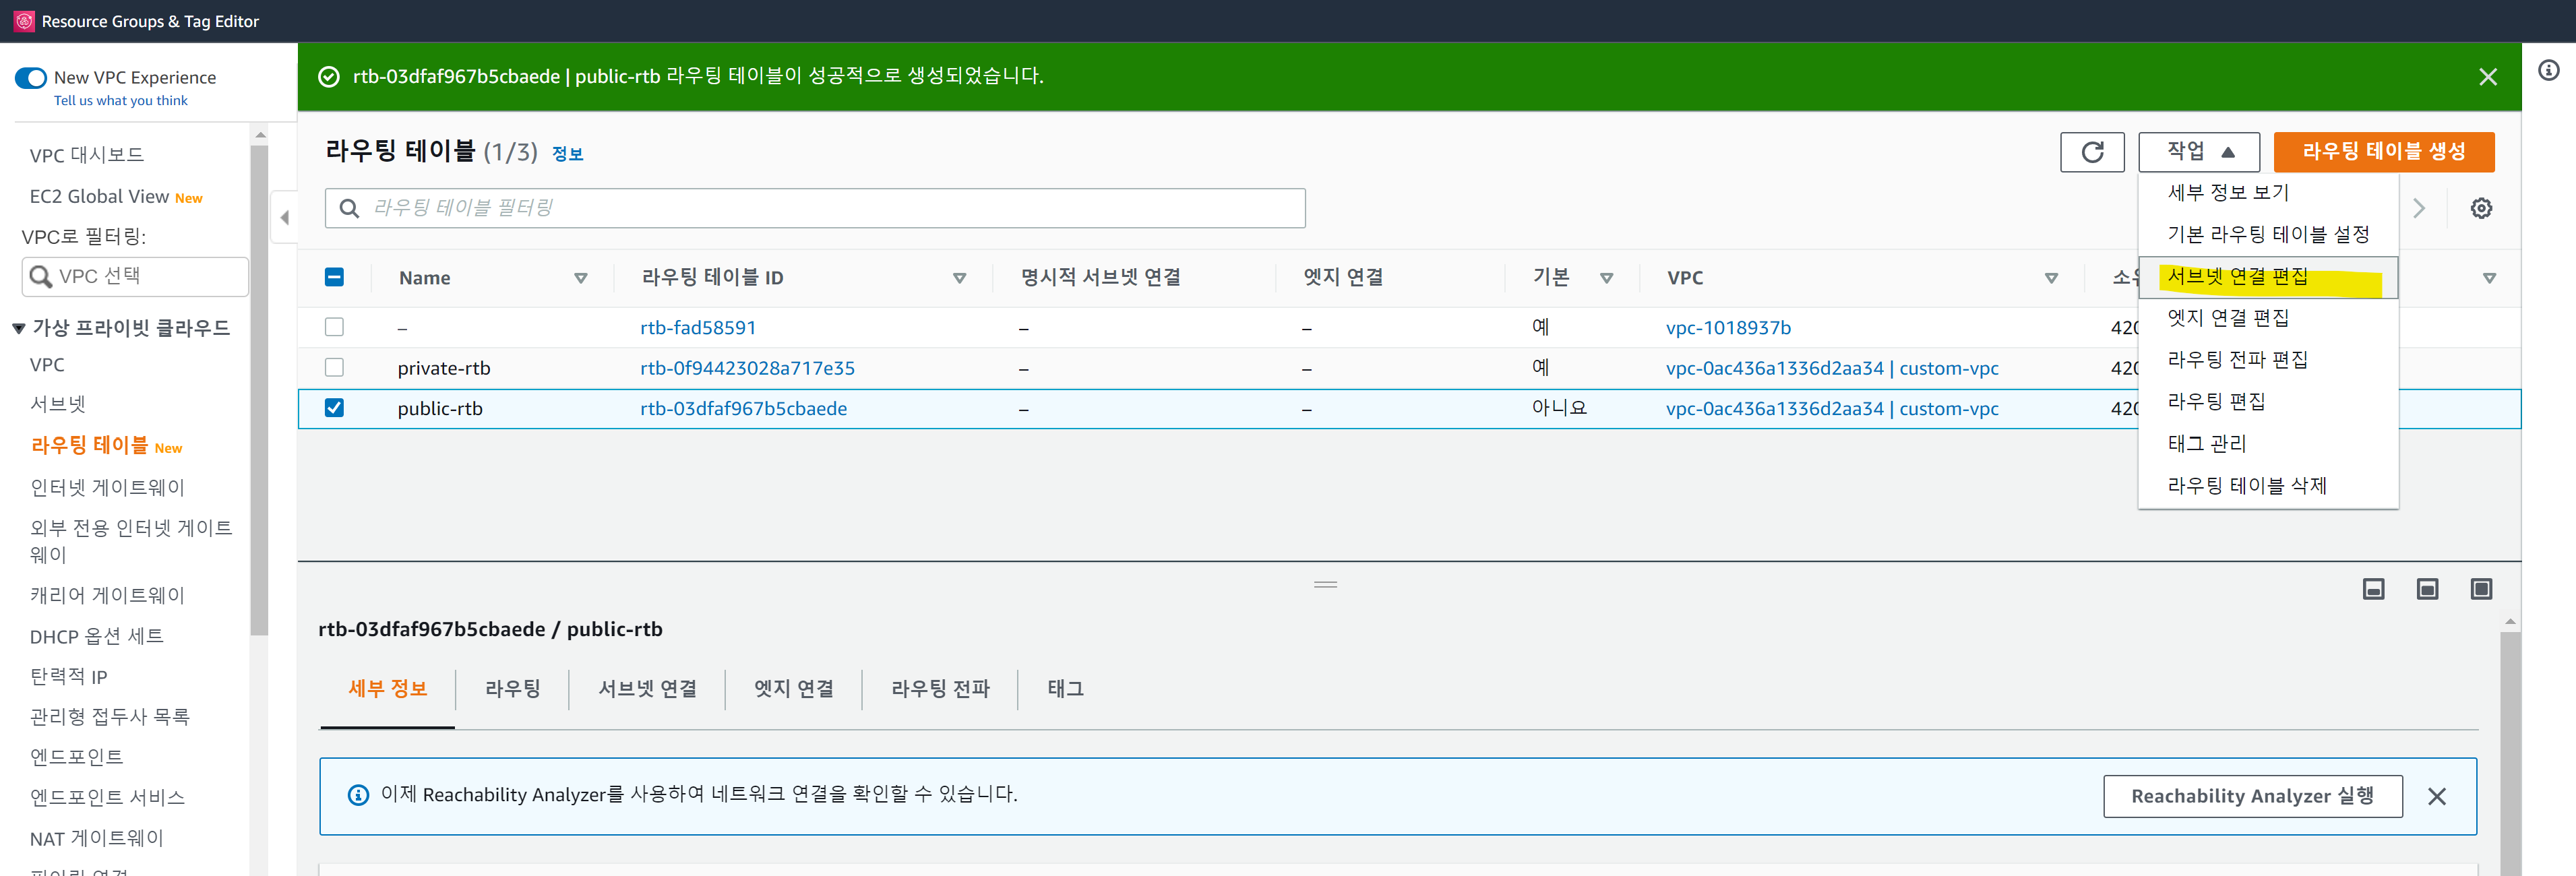 Resource Groups & Tag Editor
New VPC Experience
Tell us what you think
VPC 대시보드
EC2 Global View New
VPC로 필터링:
VPC 선택
가상 프라이빗 클라우드
VPC
서브넷
라우팅 테이블 New
인터넷 게이트웨이
외부 전용 인터넷 게이트
웨이
캐리어 게이트웨이
DHCP 옵션 세트
탄력적 IP
관리형 접두사 목록
엔드포인트
엔드포인트 서비스
NAT 게이트웨이
rtb-03dfaf967b5cbaede | public-rtb 라우팅 테이블이 성공적으로 생성되었습니다.
라우팅 테이블 (1/3) 정보
작업
라우팅 테이블 생성
라우팅 테이블 필터링
세부 정보 보기
기본 라우팅 테이블 설정
서브넷 연결 편집
엣지 연결 편집
라우팅 전파 편집
라우팅 편집
태그 관리
라우팅 테이블 삭제
Name 라우팅 테이블 ID 명시적 서브넷 연결 엣지 연결 기본 VPC
– rtb-fad58591 – – 예 vpc-1018937b 420
private-rtb rtb-0f94423028a717e35 – – 예 vpc-0ac436a1336d2aa34 | custom-vpc 420
public-rtb rtb-03dfaf967b5cbaede – – 아니요 vpc-0ac436a1336d2aa34 | custom-vpc 420
rtb-03dfaf967b5cbaede / public-rtb
세부 정보 라우팅 서브넷 연결 엣지 연결 라우팅 전파 태그
이제 Reachability Analyzer를 사용하여 네트워크 연결을 확인할 수 있습니다.
Reachability Analyzer 실행